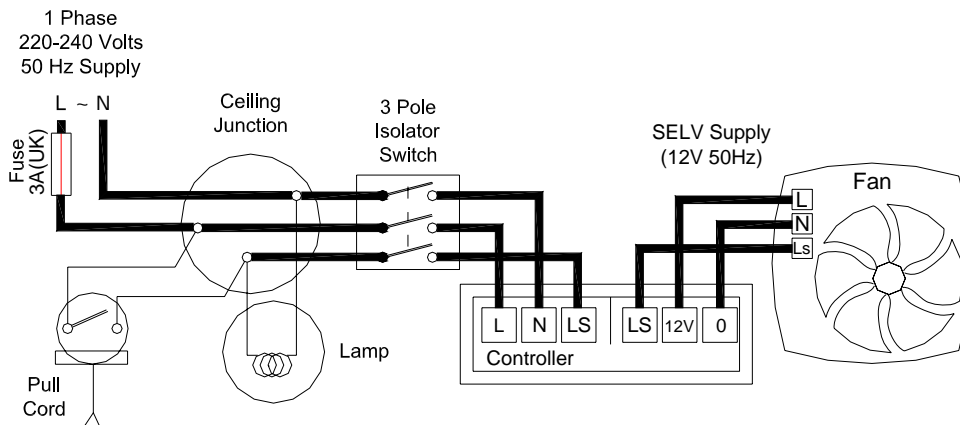 1 Phase
220-240 Volts
50 Hz Supply
L ~ N
Fuse
3A(UK)
Ceiling
Junction
3 Pole
Isolator
Switch
SELV Supply
(12V 50Hz)
Fan
L
N
Ls
L N LS LS 12V 0
Controller
Lamp
Pull
Cord